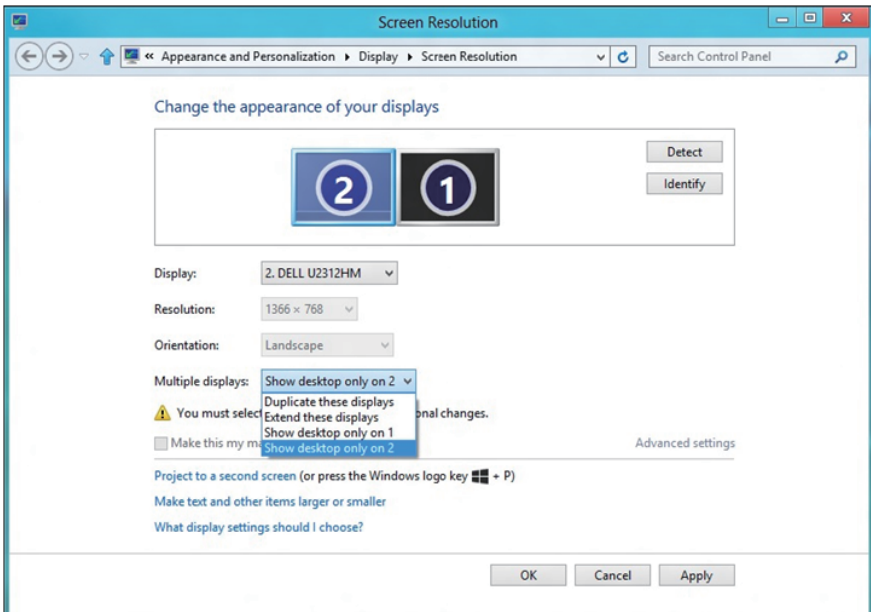 Screen Resolution
« Appearance and Personalization ▸ Display ▸ Screen Resolution Search Control Panel
Change the appearance of your displays
2 1
Detect
Identify
Display: 2. DELL U2312HM
Resolution: 1366 × 768
Orientation: Landscape
Multiple displays: Show desktop only on 2
Duplicate these displays
Extend these displays
Show desktop only on 1
Show desktop only on 2
You must select onal changes.
Make this my m
Advanced settings
Project to a second screen (or press the Windows logo key + P)
Make text and other items larger or smaller
What display settings should I choose?
OK Cancel Apply